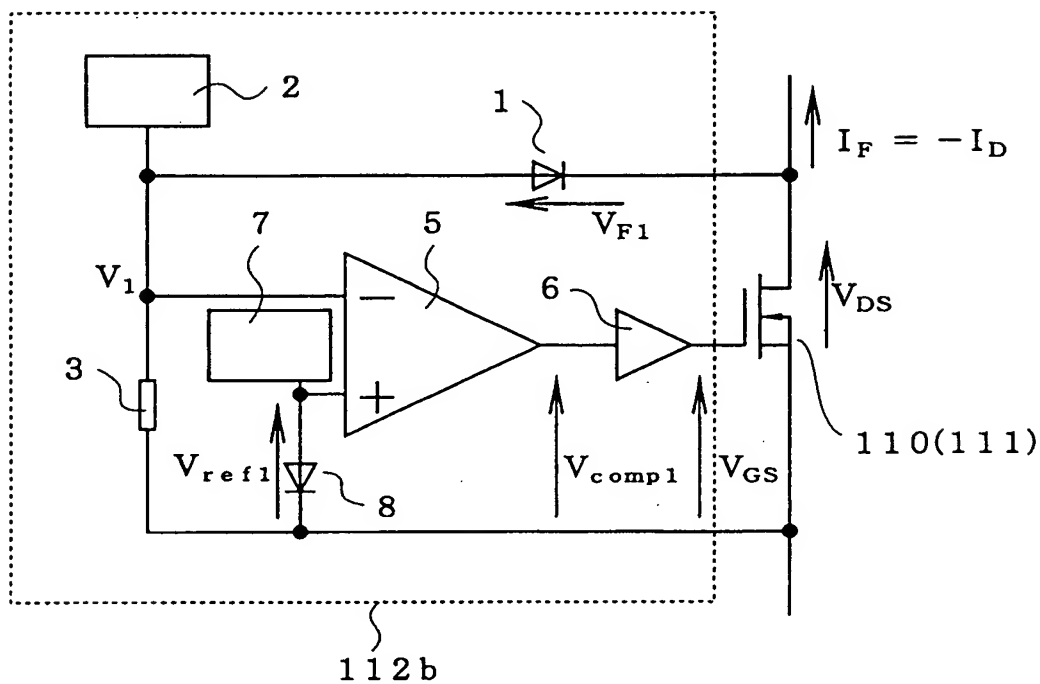 2
1
I_F = −I_D
V_F1
7
5
V_1
−
6
V_DS
3
+
110(111)
V_ref1
8
V_comp1
V_GS
112b